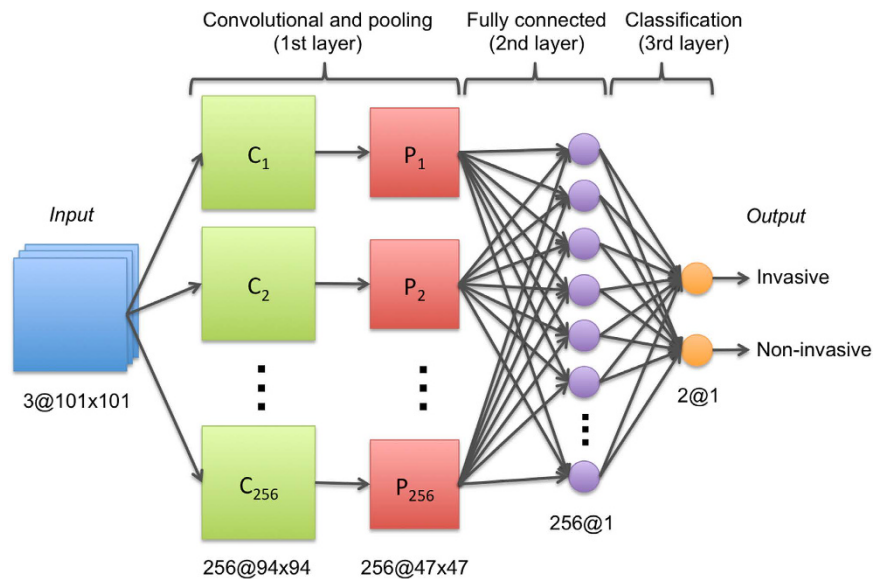 Convolutional and pooling
(1st layer)
Fully connected
(2nd layer)
Classification
(3rd layer)
Input
3@101x101
C₁
P₁
C₂
P₂
C₂₅₆
P₂₅₆
256@94x94
256@47x47
256@1
2@1
Output
Invasive
Non-invasive